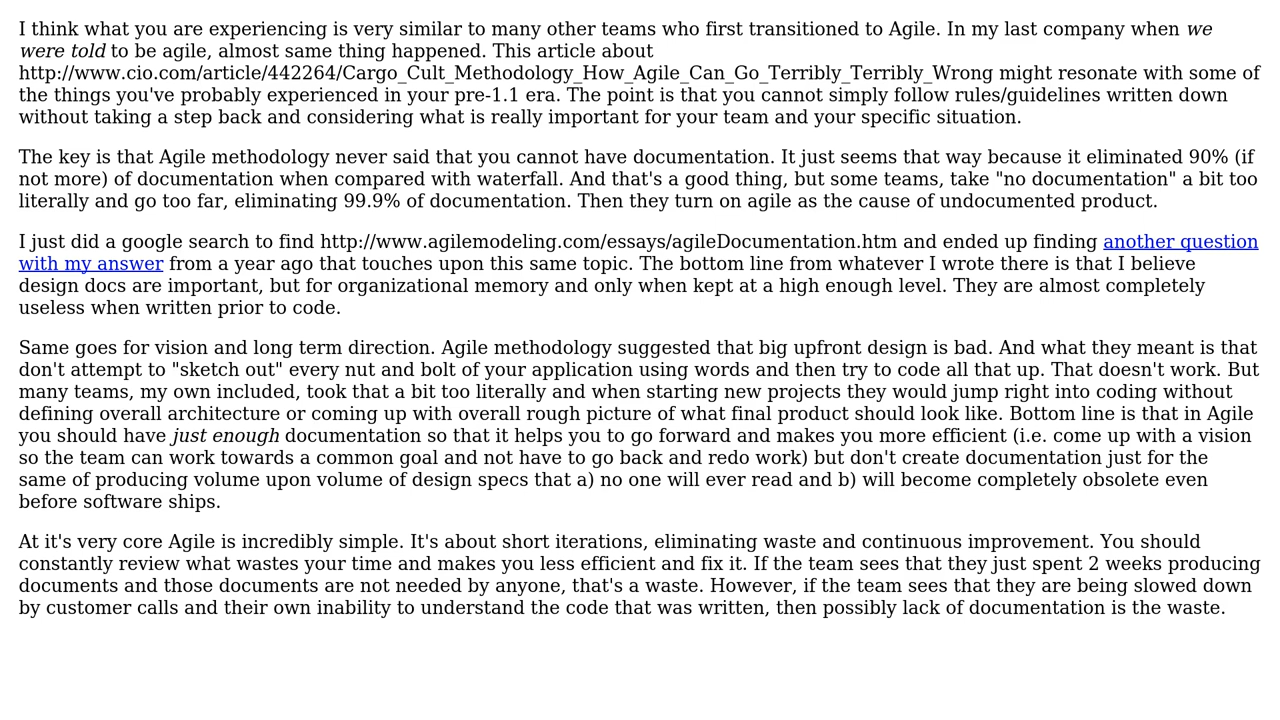 I think what you are experiencing is very similar to many other teams who first transitioned to Agile. In my last company when we
were told to be agile, almost same thing happened. This article about
http://www.cio.com/article/442264/Cargo_Cult_Methodology_How_Agile_Can_Go_Terribly_Terribly_Wrong might resonate with some of
the things you've probably experienced in your pre-1.1 era. The point is that you cannot simply follow rules/guidelines written down
without taking a step back and considering what is really important for your team and your specific situation.
The key is that Agile methodology never said that you cannot have documentation. It just seems that way because it eliminated 90% (if
not more) of documentation when compared with waterfall. And that's a good thing, but some teams, take "no documentation" a bit too
literally and go too far, eliminating 99.9% of documentation. Then they turn on agile as the cause of undocumented product.
I just did a google search to find http://www.agilemodeling.com/essays/agileDocumentation.htm and ended up finding another question
with my answer from a year ago that touches upon this same topic. The bottom line from whatever I wrote there is that I believe
design docs are important, but for organizational memory and only when kept at a high enough level. They are almost completely
useless when written prior to code.
Same goes for vision and long term direction. Agile methodology suggested that big upfront design is bad. And what they meant is that
don't attempt to "sketch out" every nut and bolt of your application using words and then try to code all that up. That doesn't work. But
many teams, my own included, took that a bit too literally and when starting new projects they would jump right into coding without
defining overall architecture or coming up with overall rough picture of what final product should look like. Bottom line is that in Agile
you should have just enough documentation so that it helps you to go forward and makes you more efficient (i.e. come up with a vision
so the team can work towards a common goal and not have to go back and redo work) but don't create documentation just for the
same of producing volume upon volume of design specs that a) no one will ever read and b) will become completely obsolete even
before software ships.
At it's very core Agile is incredibly simple. It's about short iterations, eliminating waste and continuous improvement. You should
constantly review what wastes your time and makes you less efficient and fix it. If the team sees that they just spent 2 weeks producing
documents and those documents are not needed by anyone, that's a waste. However, if the team sees that they are being slowed down
by customer calls and their own inability to understand the code that was written, then possibly lack of documentation is the waste.